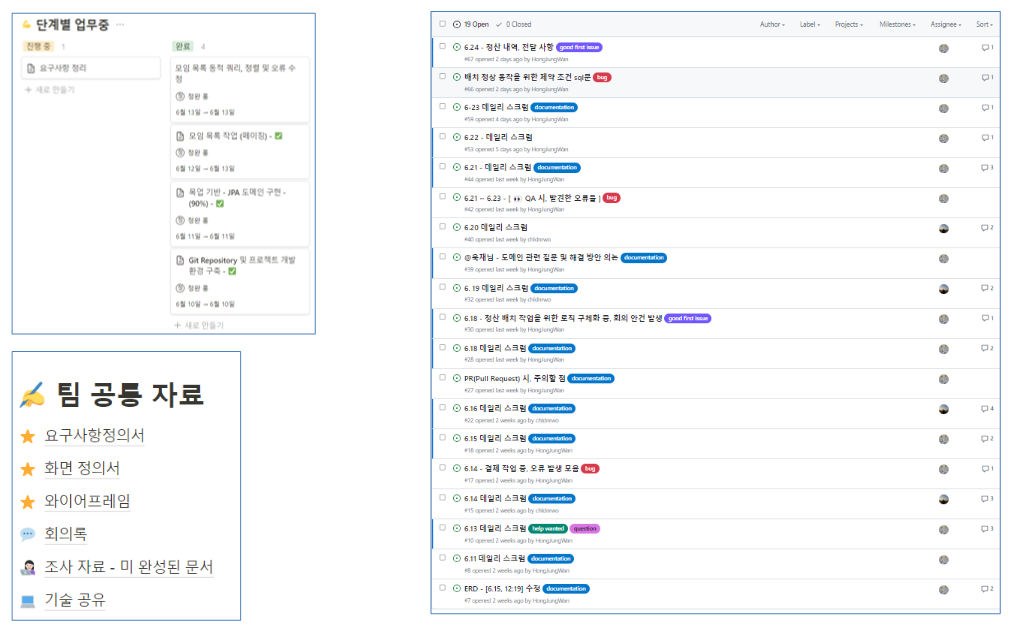 단계별 업무중 ...
진행 중 1
요구사항 정리
+ 새로 만들기
완료 4
모임 목록 동적 쿼리, 정렬 및 오류 수
정
정완 홍
6월 13일 → 6월 13일
모임 목록 작업 (페이징) - ✅
정완 홍
6월 12일 → 6월 13일
목업 기반 - JPA 도메인 구현 -
(90%) - ✅
정완 홍
6월 11일 → 6월 11일
Git Repository 및 프로젝트 개발
환경 구축 - ✅
정완 홍
6월 10일 → 6월 10일
+ 새로 만들기
✍ 팀 공통 자료
⭐ 요구사항정의서
⭐ 화면 정의서
⭐ 와이어프레임
💬 회의록
조사 자료 - 미 완성된 문서
💻 기술 공유
19 Open ✓ 0 Closed Author Label Projects Milestones Assignee Sort
6.24 - 정산 내역, 전달 사항 good first issue 1
#67 opened 2 days ago by HongJungWan
배치 정상 동작을 위한 제약 조건 sql문 bug 1
#66 opened 2 days ago by HongJungWan
6-23 데일리 스크럼 documentation 1
#59 opened 4 days ago by HongJungWan
6.22 - 데일리 스크럼 1
#53 opened 5 days ago by HongJungWan
6.21 - 데일리 스크럼 documentation 3
#44 opened last week by HongJungWan
6.21 ~ 6.23 - [ 👀 QA 시, 발견한 오류들 ] bug
#42 opened last week by HongJungWan
6.20 데일리 스크럼 2
#40 opened last week by chldnrwo
@욱재님 - 도메인 관련 질문 및 해결 방안 의논 documentation
#39 opened last week by HongJungWan
6. 19 데일리 스크럼 documentation 2
#32 opened last week by chldnrwo
6.18 - 정산 배치 작업을 위한 로직 구체화 중, 회의 안건 발생 good first issue 1
#30 opened last week by HongJungWan
6.18 데일리 스크럼 documentation 2
#28 opened last week by HongJungWan
PR(Pull Request) 시, 주의할 점 documentation
#27 opened last week by HongJungWan
6.16 데일리 스크럼 documentation 4
#22 opened 2 weeks ago by chldnrwo
6.15 데일리 스크럼 documentation 2
#18 opened 2 weeks ago by HongJungWan
6.14 - 결제 작업 중, 오류 발생 모음 bug 1
#17 opened 2 weeks ago by HongJungWan
6.14 데일리 스크럼 documentation 3
#15 opened 2 weeks ago by chldnrwo
6.13 데일리 스크럼 help wanted question 3
#10 opened 2 weeks ago by HongJungWan
6.11 데일리 스크럼 documentation
#8 opened 2 weeks ago by HongJungWan
ERD - [6.15, 12:19] 수정 documentation 2
#7 opened 2 weeks ago by HongJungWan